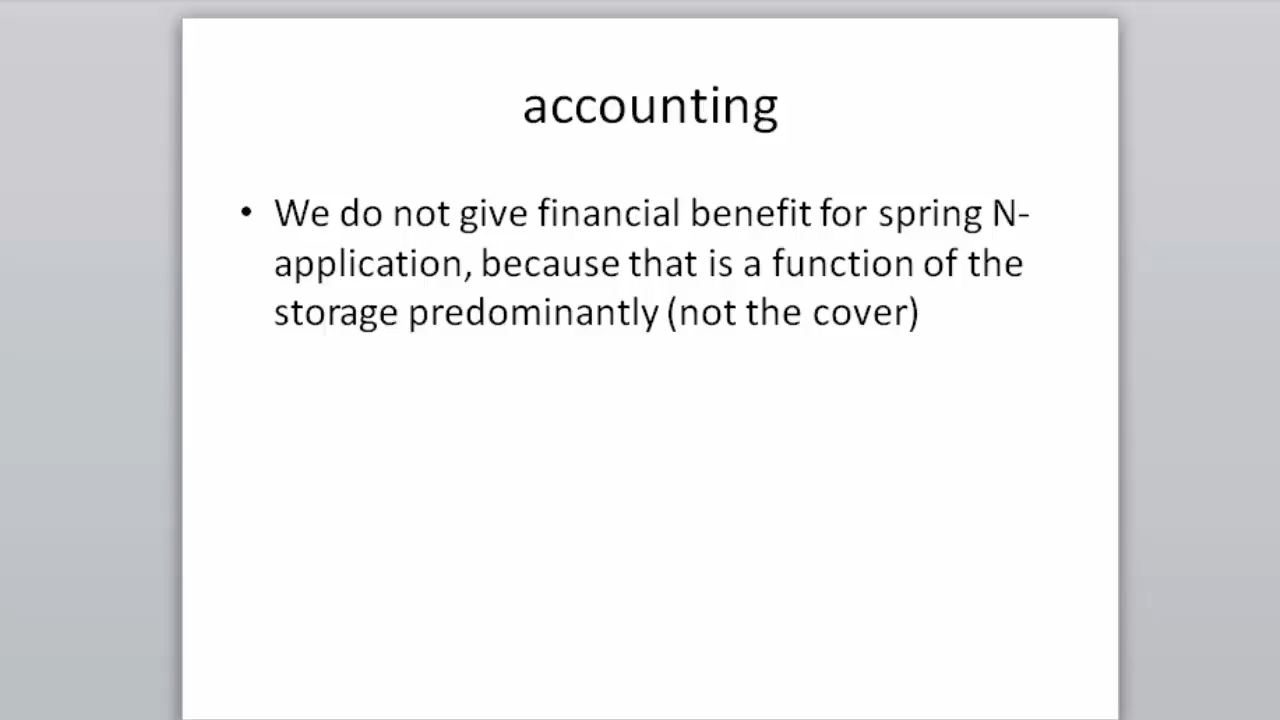 accounting
• We do not give financial benefit for spring N-
application, because that is a function of the
storage predominantly (not the cover)